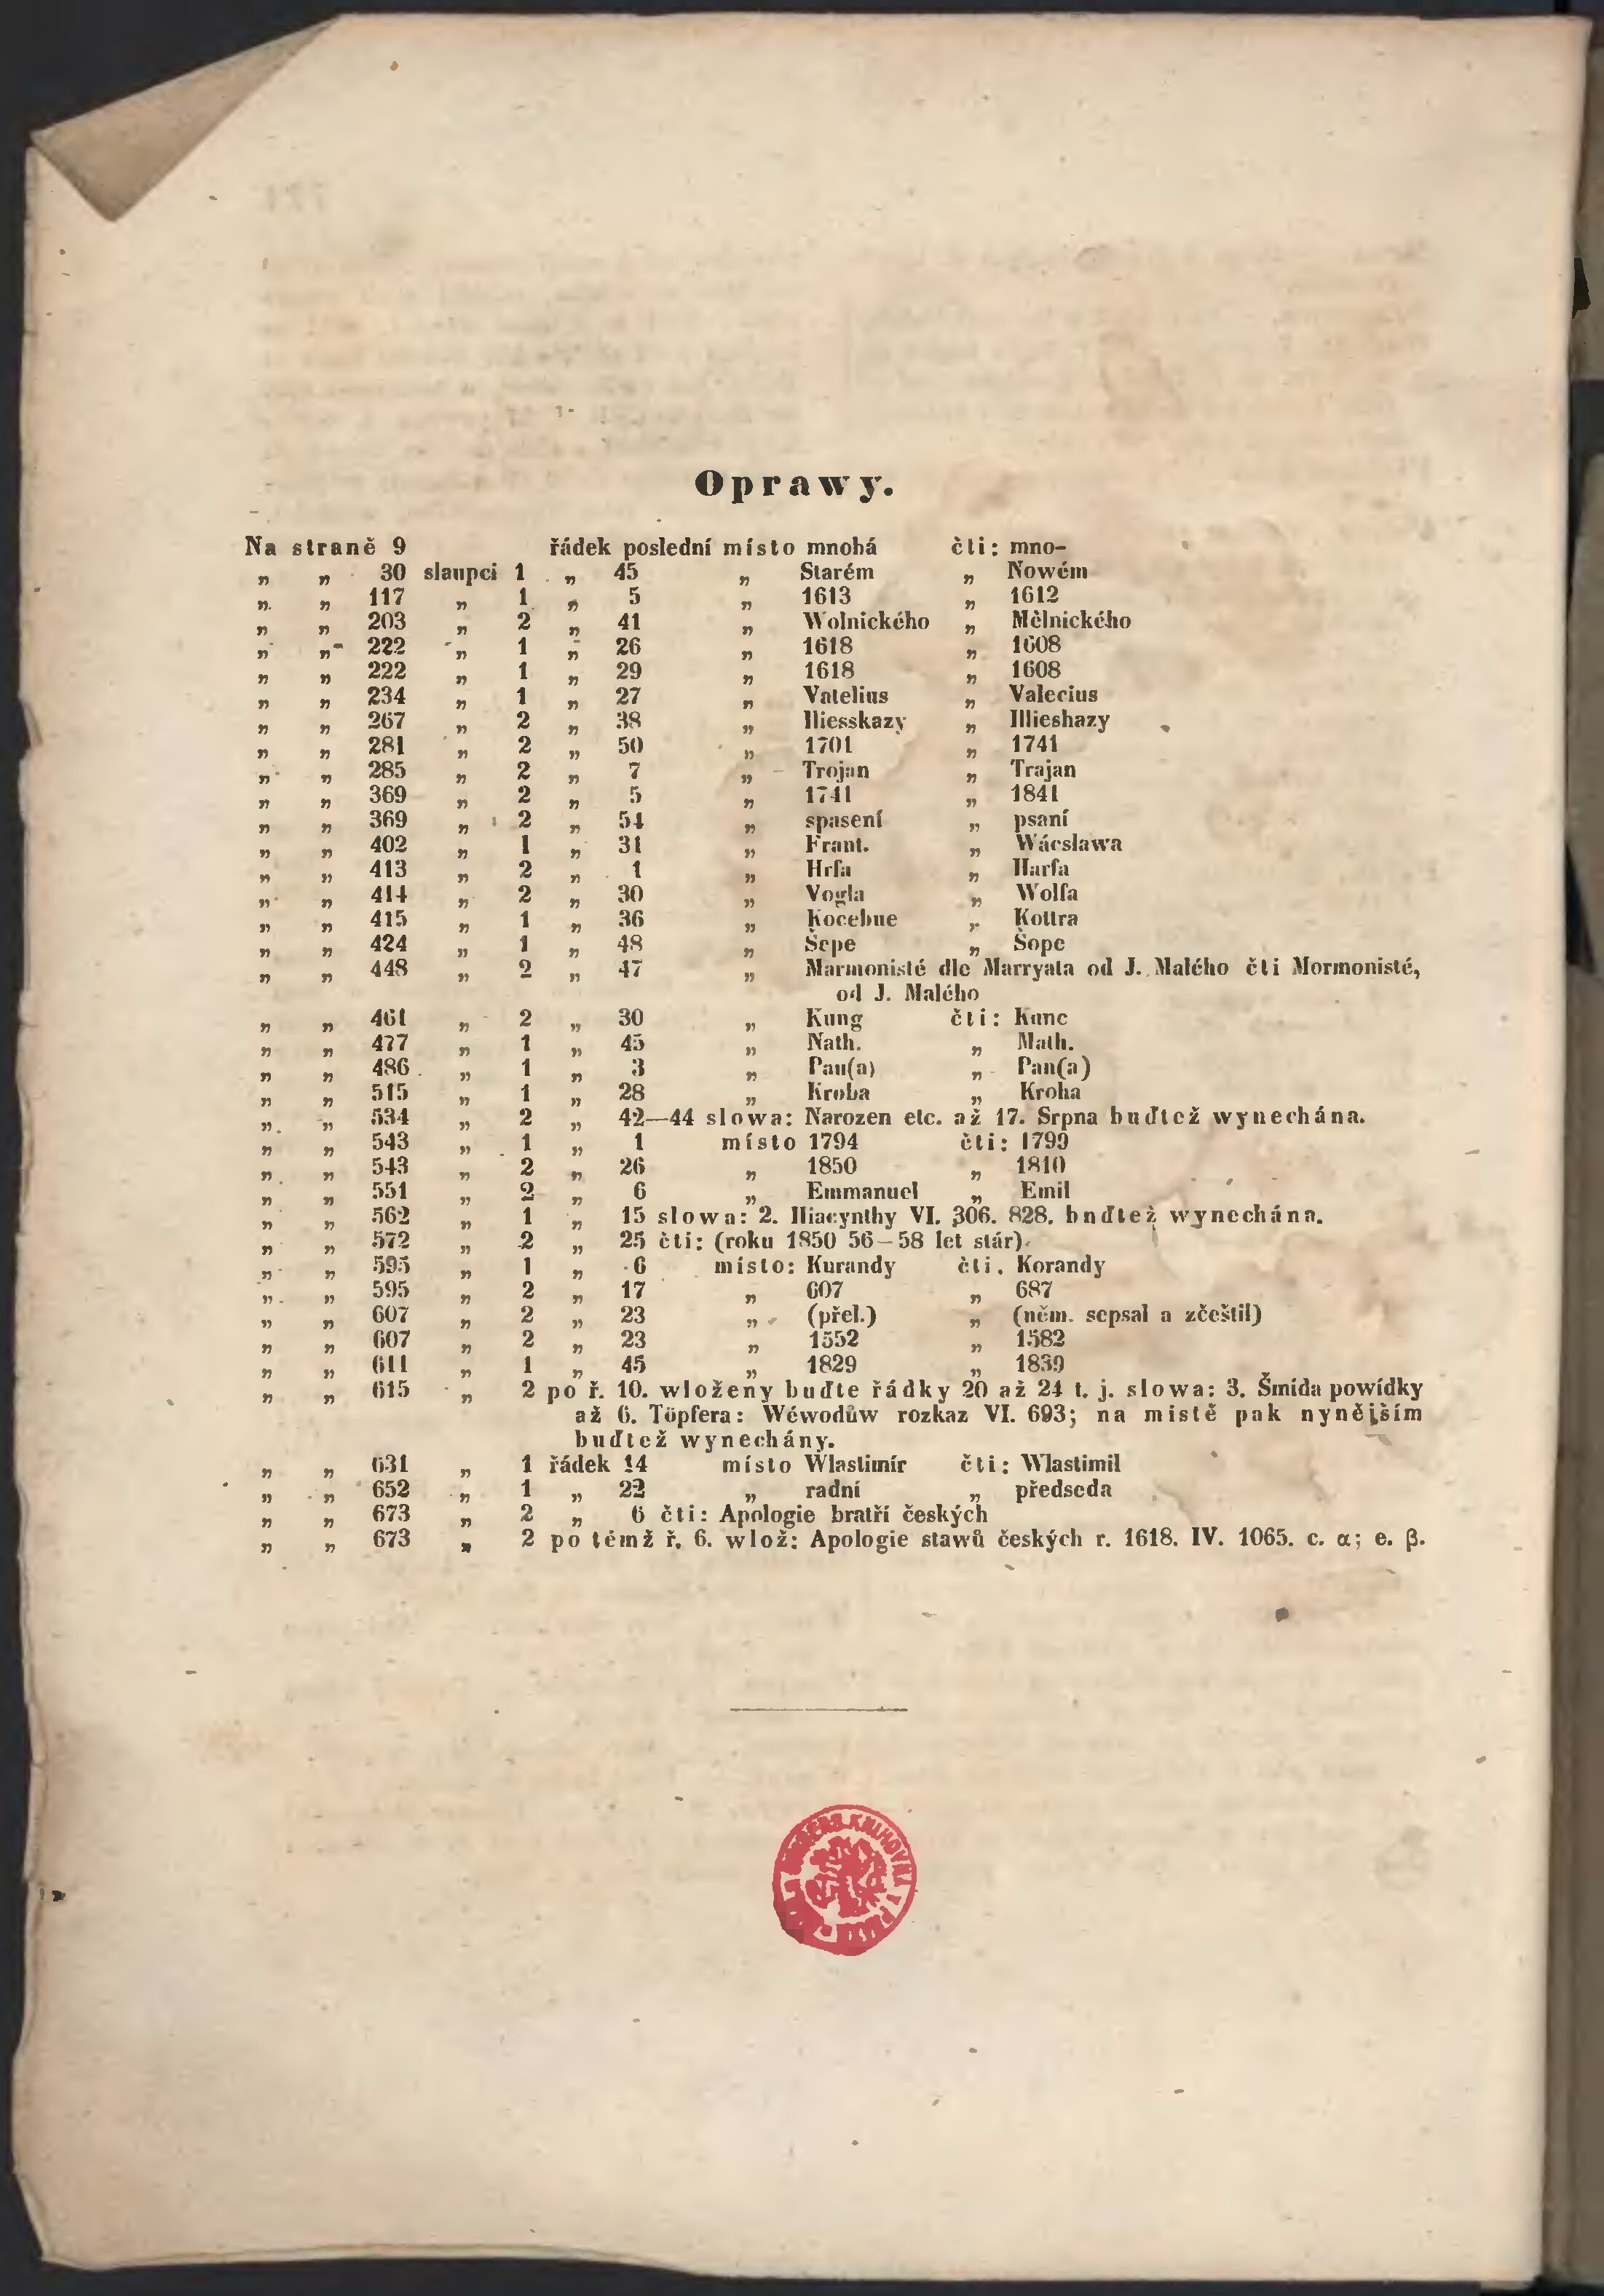 Oprawy.
Na straně 9 řádek poslední místo mnohá čti: mno-
„ „ 30 slaupci 1 „ 45 „ Starém „ Nowém
„ „ 117 „ 1 „ 5 „ 1613 „ 1612
„ „ 203 „ 2 „ 41 „ Wolnického „ Mělnického
„ „ 222 „ 1 „ 26 „ 1618 „ 1608
„ „ 222 „ 1 „ 29 „ 1618 „ 1608
„ „ 234 „ 1 „ 27 „ Vatelius „ Valecius
„ „ 267 „ 2 „ 38 „ Iliesskazy „ Illieshazy
„ „ 281 „ 2 „ 50 „ 1701 „ 1741
„ „ 285 „ 2 „ 7 „ Trojan „ Trajan
„ „ 369 „ 2 „ 5 „ 1741 „ 1841
„ „ 369 „ 2 „ 54 „ spasení „ psaní
„ „ 402 „ 1 „ 31 „ Frant. „ Wácslawa
„ „ 413 „ 2 „ 1 „ Hrfa „ Harfa
„ „ 414 „ 2 „ 30 „ Vogla „ Wolfa
„ „ 415 „ 1 „ 36 „ Kocebue „ Kottra
„ „ 424 „ 1 „ 48 „ Šepe „ Šope
„ „ 448 „ 2 „ 47 „ Marmonisté dle Marryata od J. Malého čti Mormonisté,
od J. Malého
„ „ 461 „ 2 „ 30 „ Kung čti: Kunc
„ „ 477 „ 1 „ 45 „ Nath. „ Math.
„ „ 486 „ 1 „ 3 „ Pau(a) „ Pan(a)
„ „ 515 „ 1 „ 28 „ Kroba „ Kroha
„ „ 534 „ 2 „ 42—44 slowa: Narozen etc. až 17. Srpna buďtež wynechána.
„ „ 543 „ 1 „ 1 místo 1794 čti: 1799
„ „ 543 „ 2 „ 26 „ 1850 „ 1810
„ „ 551 „ 2 „ 6 „ Emmanuel „ Emil
„ „ 562 „ 1 „ 15 slowa: 2. Hiacynthy VI. 306. 828. bnďtež wynechána.
„ „ 572 „ 2 „ 25 čti: (roku 1850 56—58 let stár)
„ „ 595 „ 1 „ 6 místo: Kurandy čti. Korandy
„ „ 595 „ 2 „ 17 „ 607 „ 687
„ „ 607 „ 2 „ 23 „ (přel.) „ (něm. sepsal a zčeštil)
„ „ 607 „ 2 „ 23 „ 1552 „ 1582
„ „ 611 „ 1 „ 45 „ 1829 „ 1839
„ „ 615 „ 2 po ř. 10. wloženy buďte řádky 20 až 24 t. j. slowa: 3. Šmida powídky
až 6. Töpfera: Wéwodůw rozkaz VI. 693; na místě pak nynějším
buďtež wynechány.
„ „ 631 „ 1 řádek 14 místo Wlastimír čti: Wlastimil
„ „ 652 „ 1 „ 22 „ radní „ předseda
„ „ 673 „ 2 „ 6 čti: Apologie bratří českých
„ „ 673 „ 2 po témž ř. 6. wlož: Apologie stawů českých r. 1618. IV. 1065. c. α; e. β.